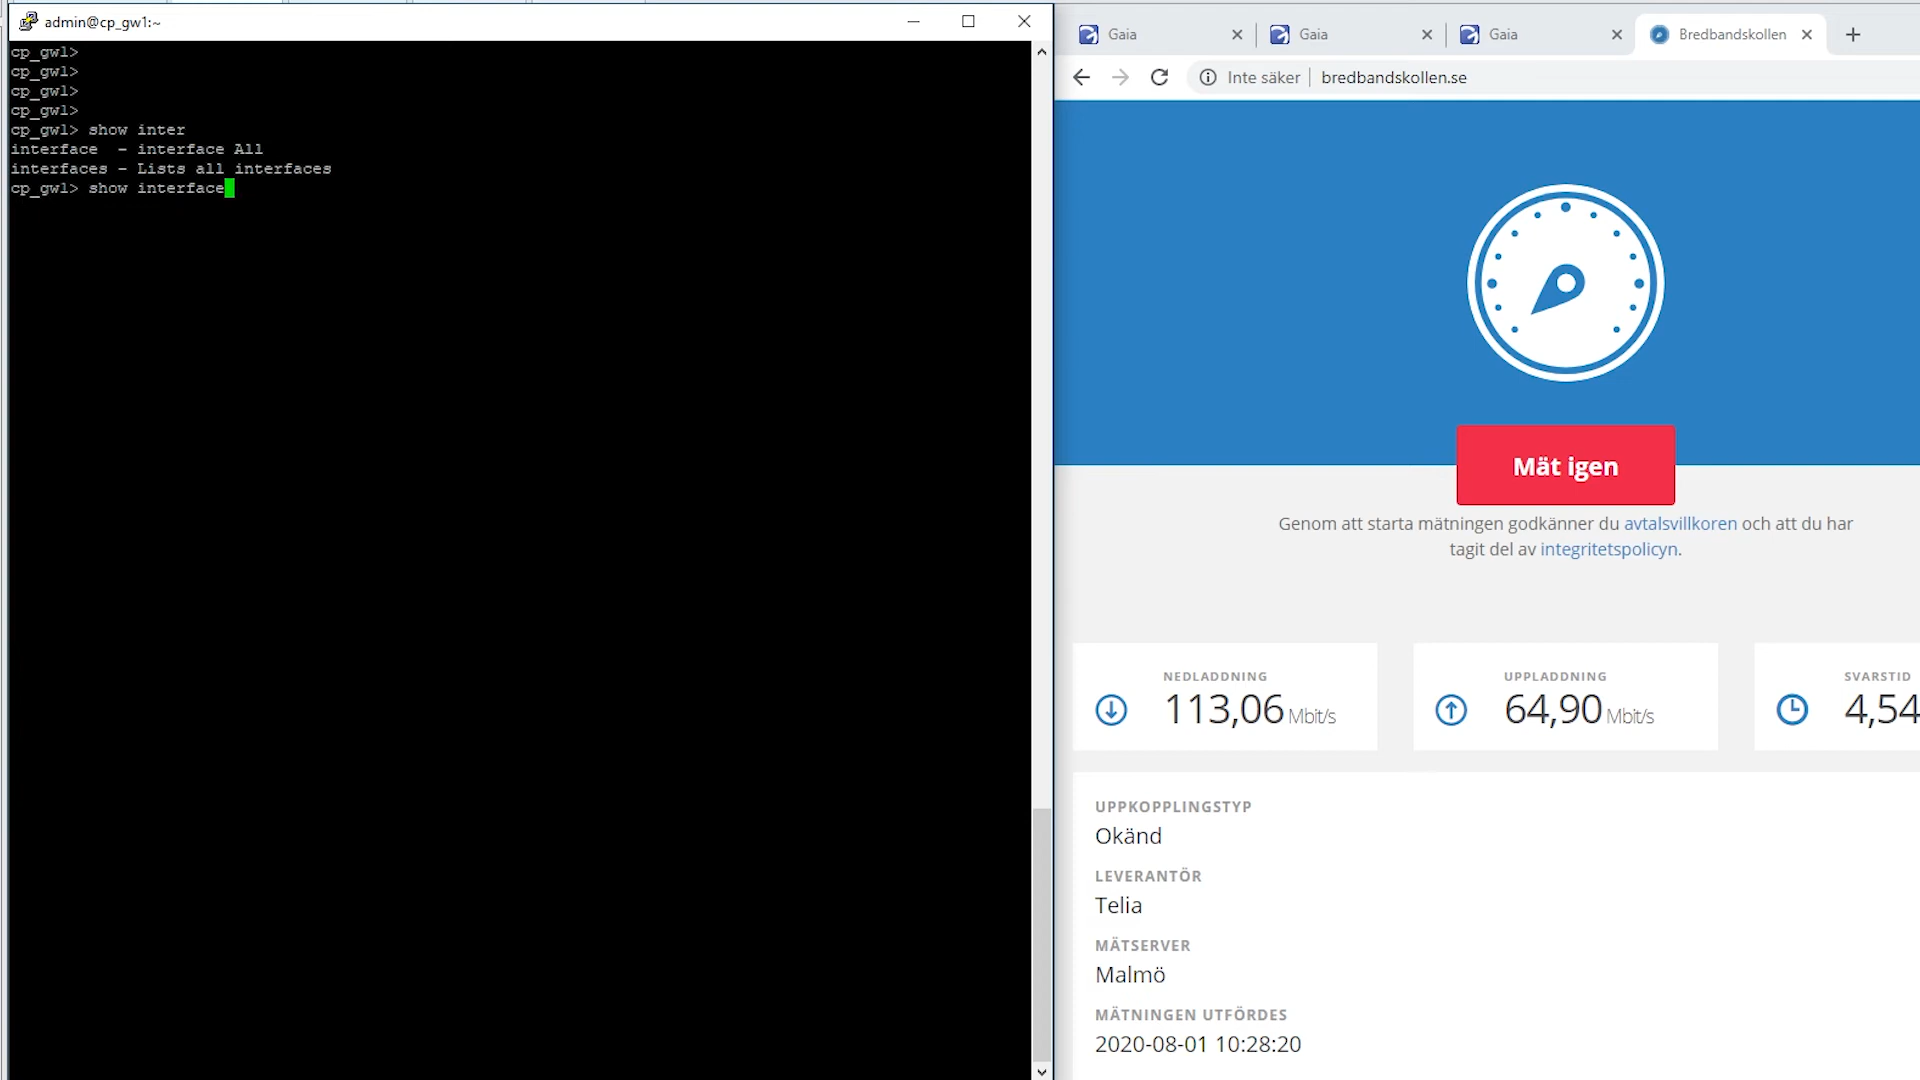 admin@cp_gw1:~
cp_gw1>
cp_gw1>
cp_gw1>
cp_gw1>
cp_gw1> show inter
interface  - interface All
interfaces - Lists all interfaces
cp_gw1> show interface
Gaia
Gaia
Gaia
Bredbandskollen
Inte säker
bredbandskollen.se
Mät igen
Genom att starta mätningen godkänner du avtalsvillkoren och att du har
tagit del av integritetspolicyn.
NEDLADDNING
113,06 Mbit/s
UPPLADDNING
64,90 Mbit/s
SVARSTID
4,54
UPPKOPPLINGSTYP
Okänd
LEVERANTÖR
Telia
MÄTSERVER
Malmö
MÄTNINGEN UTFÖRDES
2020-08-01 10:28:20